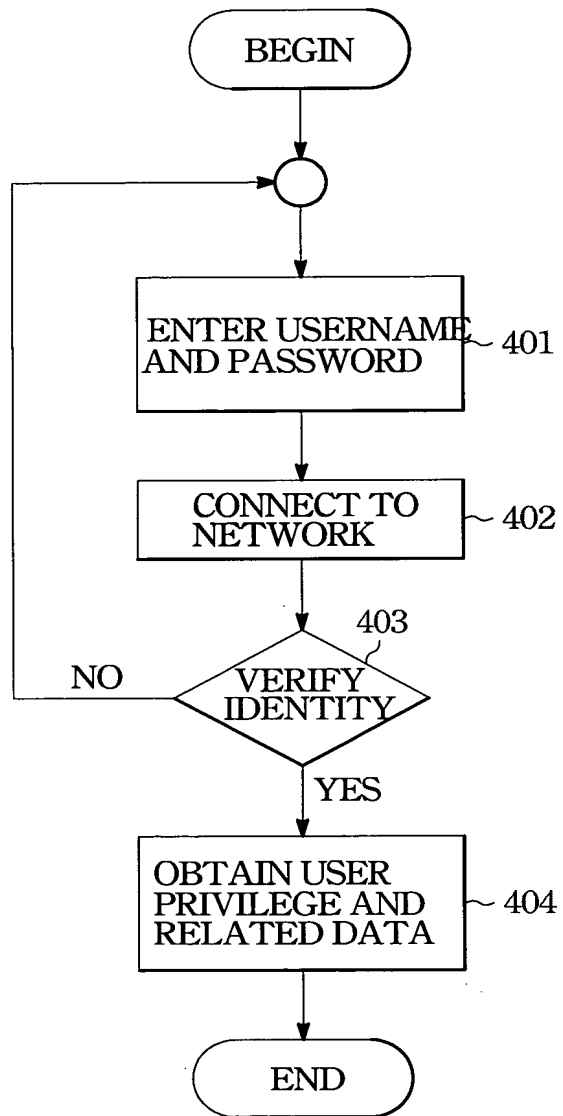 BEGIN
ENTER USERNAME
AND PASSWORD
401
CONNECT TO
NETWORK
402
403
VERIFY
IDENTITY
NO
YES
OBTAIN USER
PRIVILEGE AND
RELATED DATA
404
END